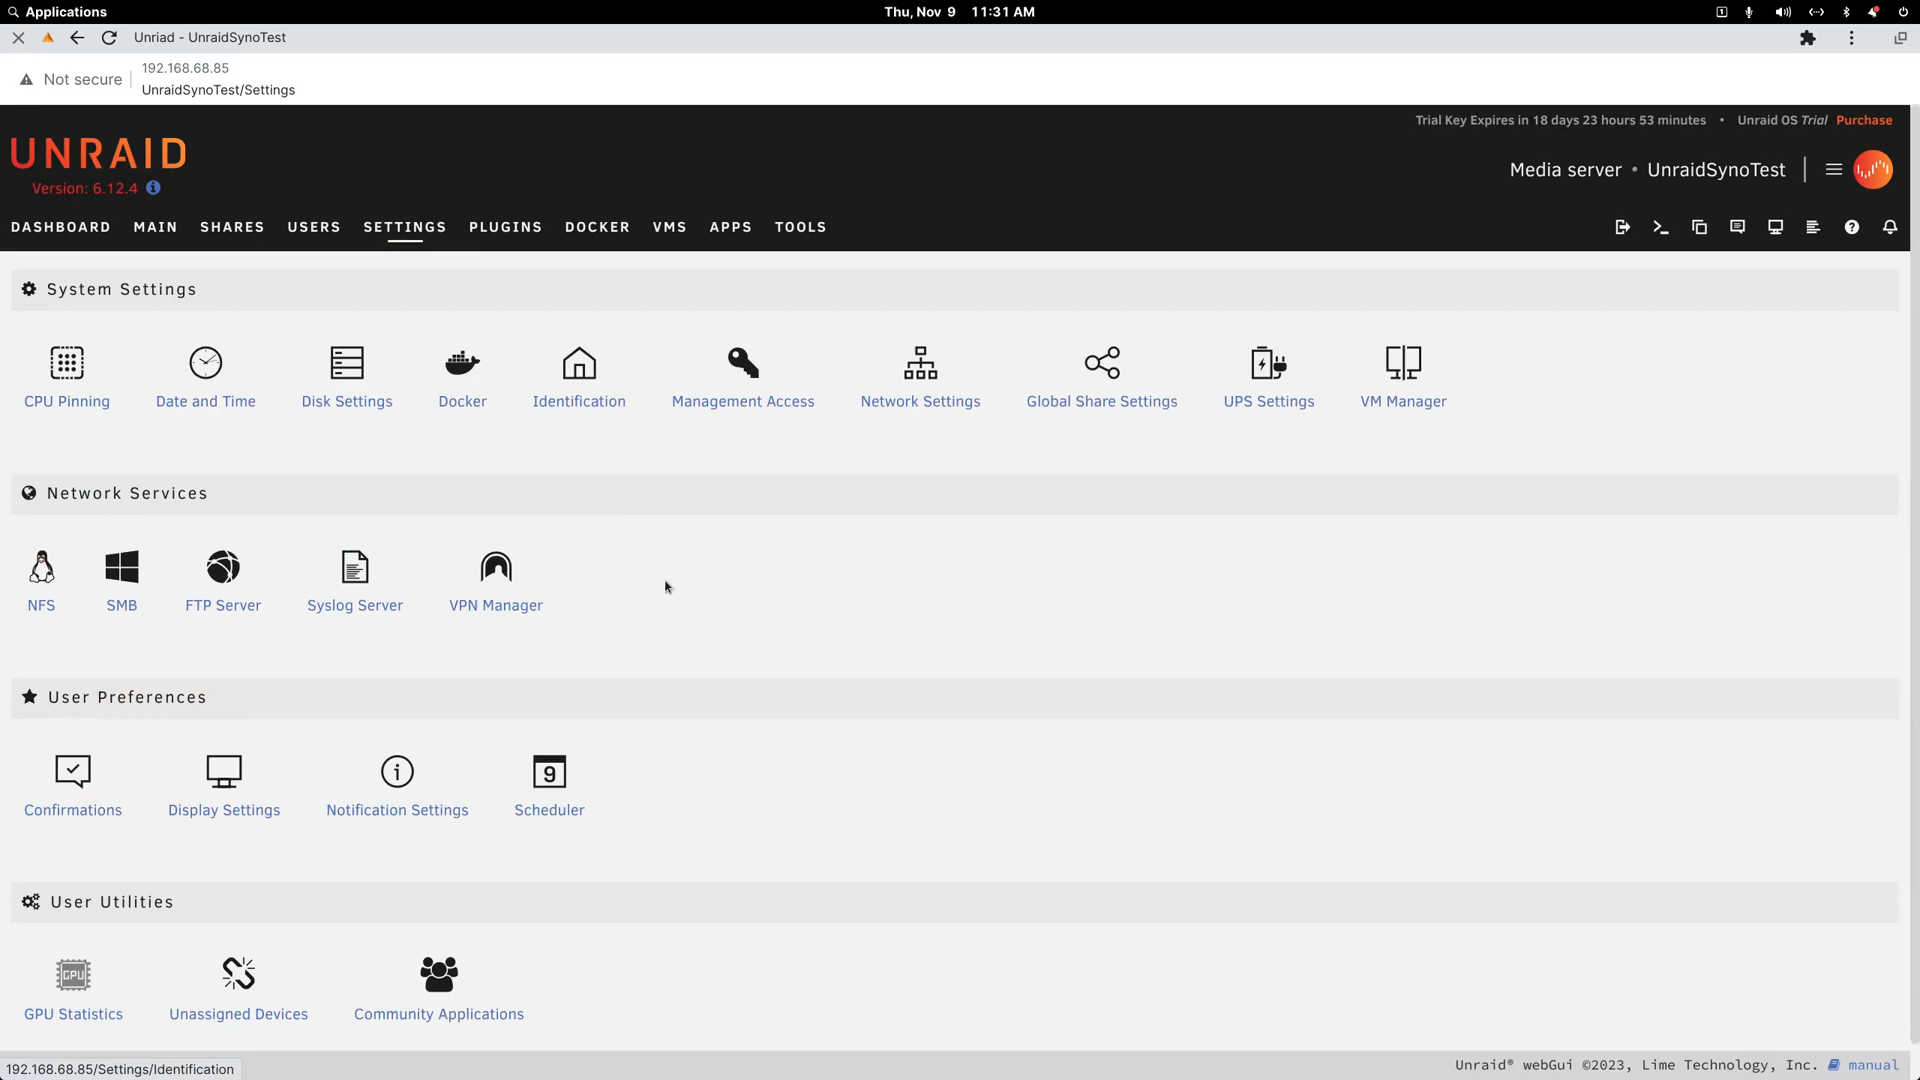 Applications
Thu, Nov 9 11:31 AM
1
Unriad - UnraidSynoTest
Not secure
192.168.68.85
UnraidSynoTest/Settings
Trial Key Expires in 18 days 23 hours 53 minutes • Unraid OS Trial Purchase
UNRAID
Version: 6.12.4
Media server • UnraidSynoTest
DASHBOARD MAIN SHARES USERS SETTINGS PLUGINS DOCKER VMS APPS TOOLS
System Settings
CPU Pinning Date and Time Disk Settings Docker Identification Management Access Network Settings Global Share Settings UPS Settings VM Manager
Network Services
NFS SMB FTP Server Syslog Server VPN Manager
User Preferences
9
Confirmations Display Settings Notification Settings Scheduler
User Utilities
GPU
GPU Statistics Unassigned Devices Community Applications
192.168.68.85/Settings/Identification
Unraid® webGui ©2023, Lime Technology, Inc. manual